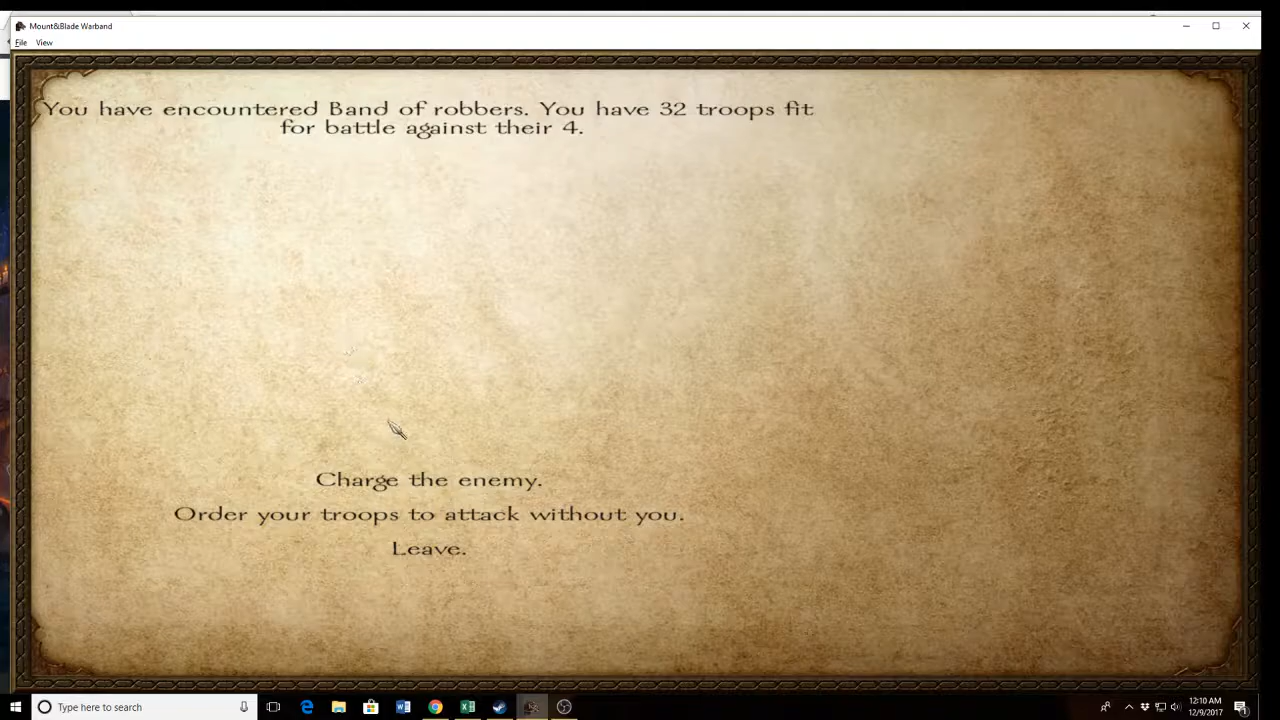 Mount&Blade Warband
File View
You have encountered Band of robbers. You have 32 troops fit
for battle against their 4.
Charge the enemy.
Order your troops to attack without you.
Leave.
Type here to search
12:10 AM
12/9/2017